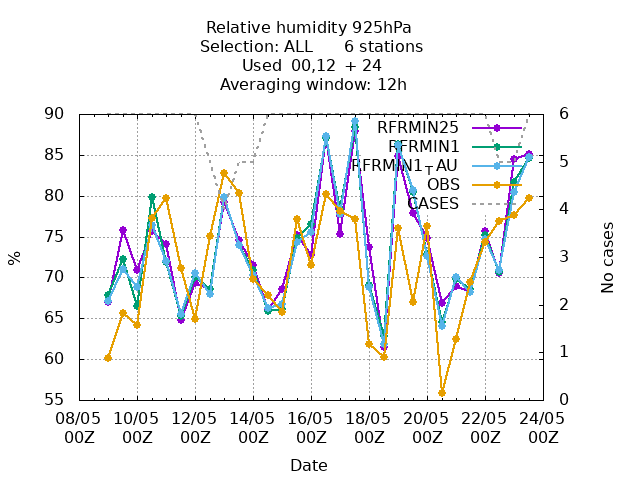 Relative humidity 925hPa
Selection: ALL 6 stations
Used 00,12 + 24
Averaging window: 12h
90 6
RFRMIN25
RFRMIN1
85 5
RFRMIN1TAU
80 OBS
4
CASES
75
3
% No cases
70
2
65
60 1
55 0
08/05 10/05 12/05 14/05 16/05 18/05 20/05 22/05 24/05
00Z 00Z 00Z 00Z 00Z 00Z 00Z 00Z 00Z
Date